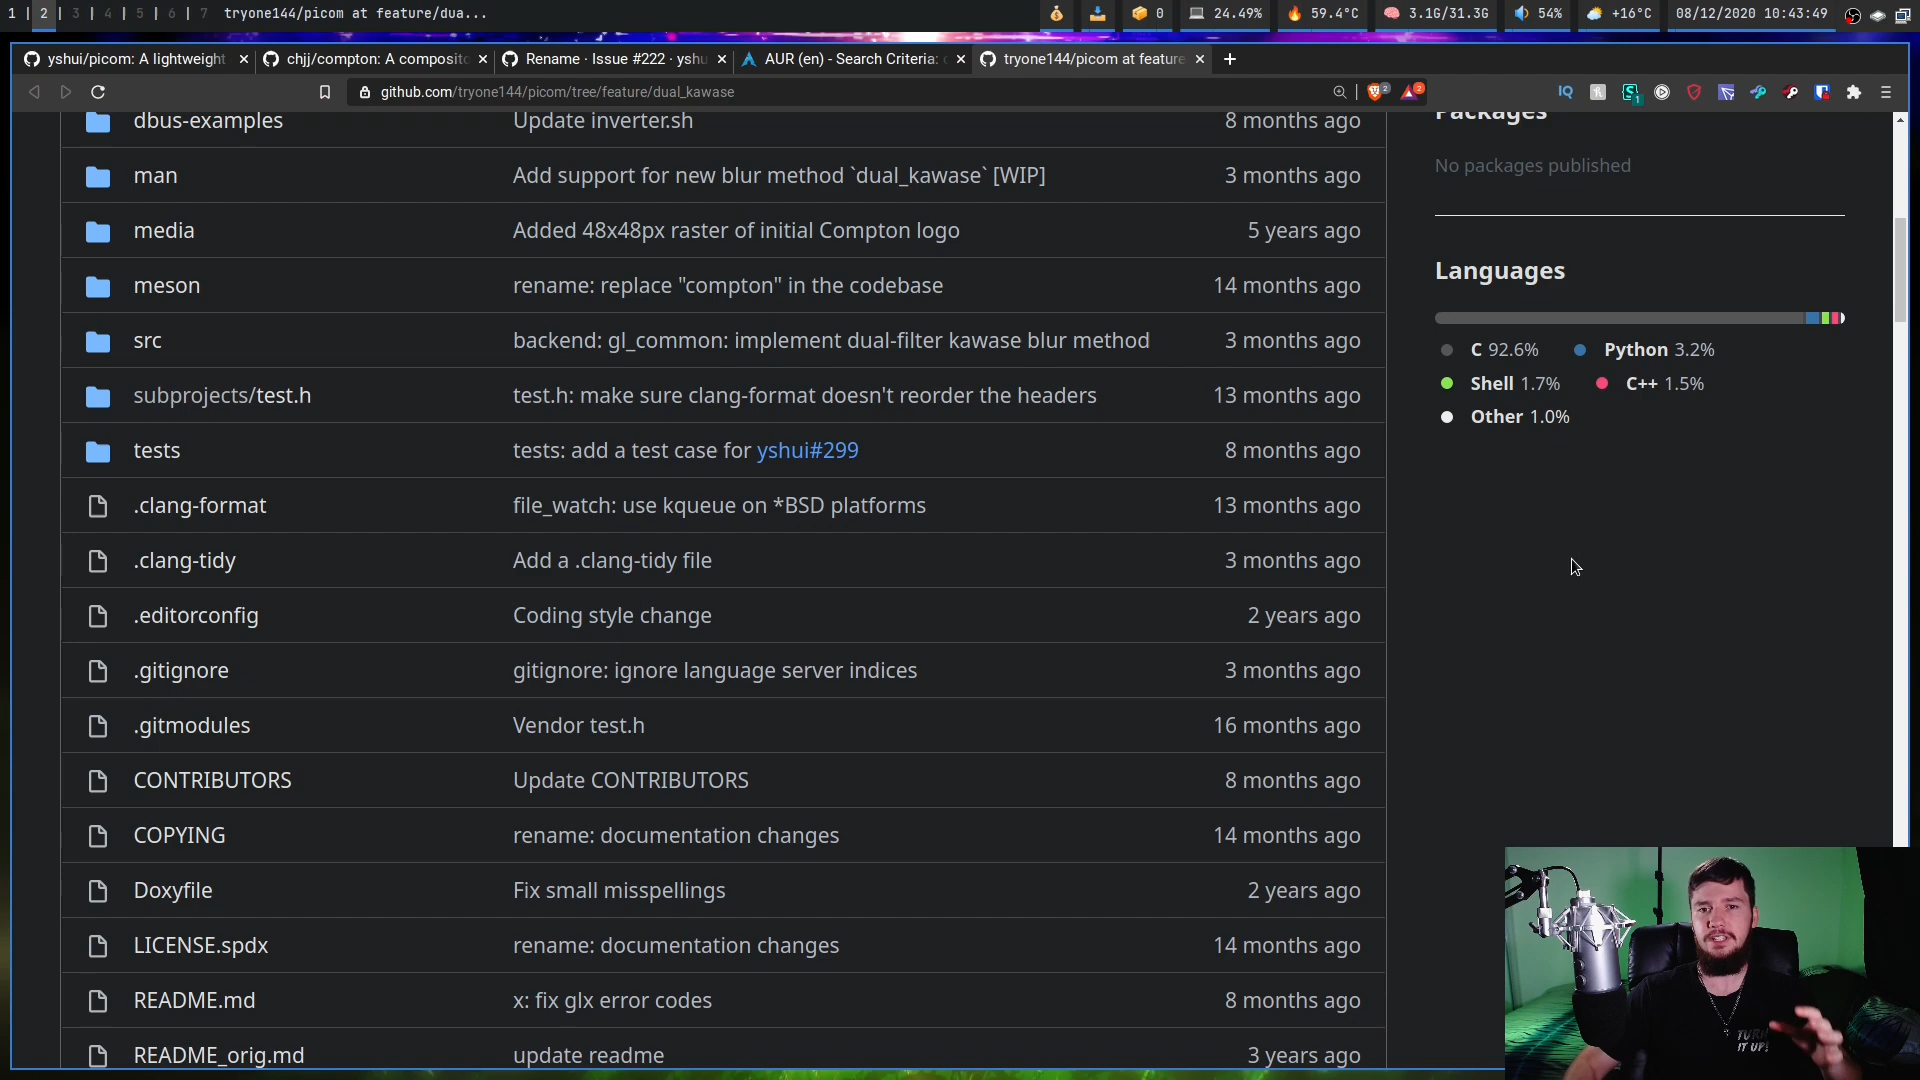 1 | 2 | 3 | 4 | 5 | 6 | 7 tryone144/picom at feature/dua... 0 24.49% 59.4°C 3.1G/31.3G 54% +16°C 08/12/2020 10:43:49
yshui/picom: A lightweight chjj/compton: A composito Rename · Issue #222 · yshu AUR (en) - Search Criteria: tryone144/picom at feature
github.com/tryone144/picom/tree/feature/dual_kawase 2 2 IQ 1
dbus-examples Update inverter.sh 8 months ago
man Add support for new blur method `dual_kawase` [WIP] 3 months ago
media Added 48x48px raster of initial Compton logo 5 years ago
meson rename: replace "compton" in the codebase 14 months ago
src backend: gl_common: implement dual-filter kawase blur method 3 months ago
subprojects/test.h test.h: make sure clang-format doesn't reorder the headers 13 months ago
tests tests: add a test case for yshui#299 8 months ago
.clang-format file_watch: use kqueue on *BSD platforms 13 months ago
.clang-tidy Add a .clang-tidy file 3 months ago
.editorconfig Coding style change 2 years ago
.gitignore gitignore: ignore language server indices 3 months ago
.gitmodules Vendor test.h 16 months ago
CONTRIBUTORS Update CONTRIBUTORS 8 months ago
COPYING rename: documentation changes 14 months ago
Doxyfile Fix small misspellings 2 years ago
LICENSE.spdx rename: documentation changes 14 months ago
README.md x: fix glx error codes 8 months ago
README_orig.md update readme 3 years ago
Packages
No packages published
Languages
C 92.6% Python 3.2%
Shell 1.7% C++ 1.5%
Other 1.0%
TURN
IT UP!